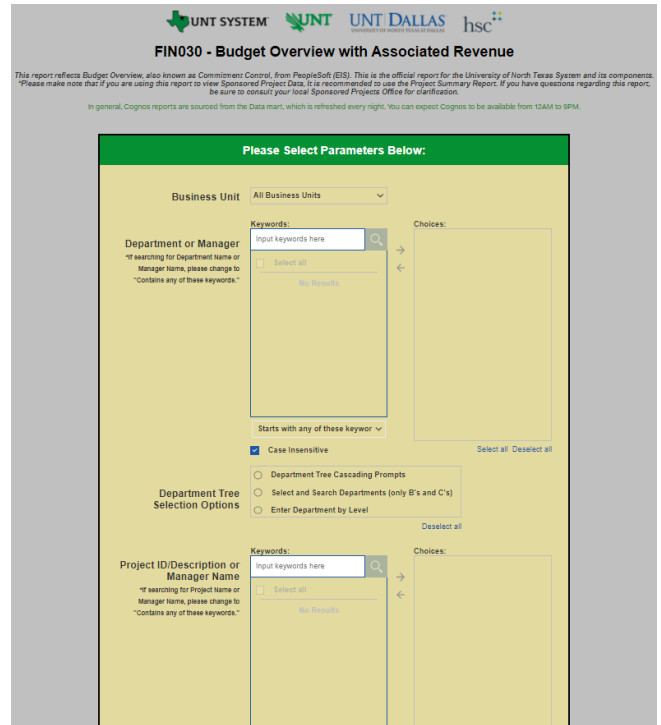 UNT SYSTEM UNT UNT DALLAS hsc
UNIVERSITY OF NORTH TEXAS AT DALLAS
FIN030 - Budget Overview with Associated Revenue
This report reflects Budget Overview, also known as Commitment Control, from PeopleSoft (EIS). This is the official report for the University of North Texas System and its components.
*Please make note that if you are using this report to view Sponsored Project Data, It is recommended to use the Project Summary Report. If you have questions regarding this report,
be sure to consult your local Sponsored Projects Office for clarification.
In general, Cognos reports are sourced from the Data mart, which is refreshed every night. You can expect Cognos to be available from 12AM to 9PM.
Please Select Parameters Below:
Business Unit All Business Units
Keywords: Choices:
Department or Manager Input keywords here
*If searching for Department Name or
Manager Name, please change to
"Contains any of these keywords."
Select all
No Results
Starts with any of these keywor
Case Insensitive Select all Deselect all
Department Tree
Selection Options
Department Tree Cascading Prompts
Select and Search Departments (only B's and C's)
Enter Department by Level
Deselect all
Keywords: Choices:
Project ID/Description or
Manager Name
Input keywords here
*If searching for Project Name or
Manager Name, please change to
"Contains any of these keywords."
Select all
No Results